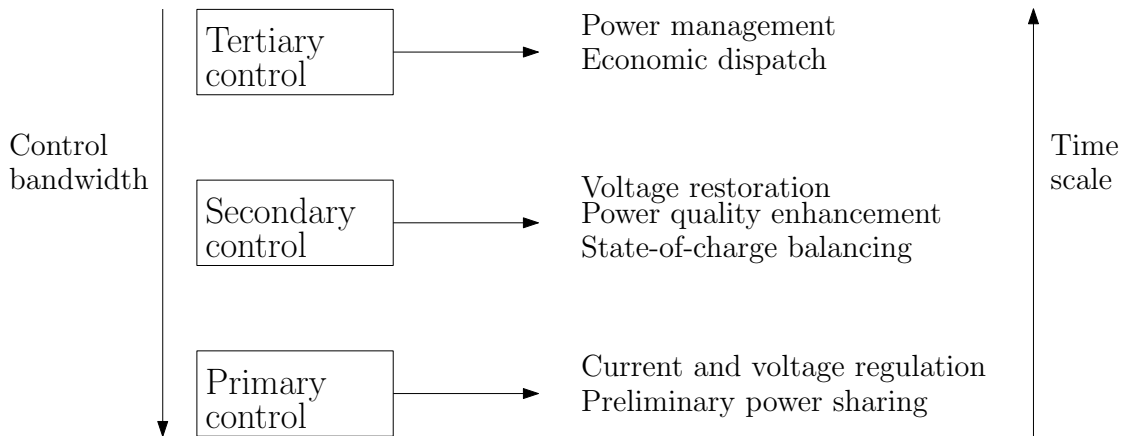 Tertiary
control
Power management
Economic dispatch
Control
bandwidth
Time
scale
Secondary
control
Voltage restoration
Power quality enhancement
State-of-charge balancing
Primary
control
Current and voltage regulation
Preliminary power sharing